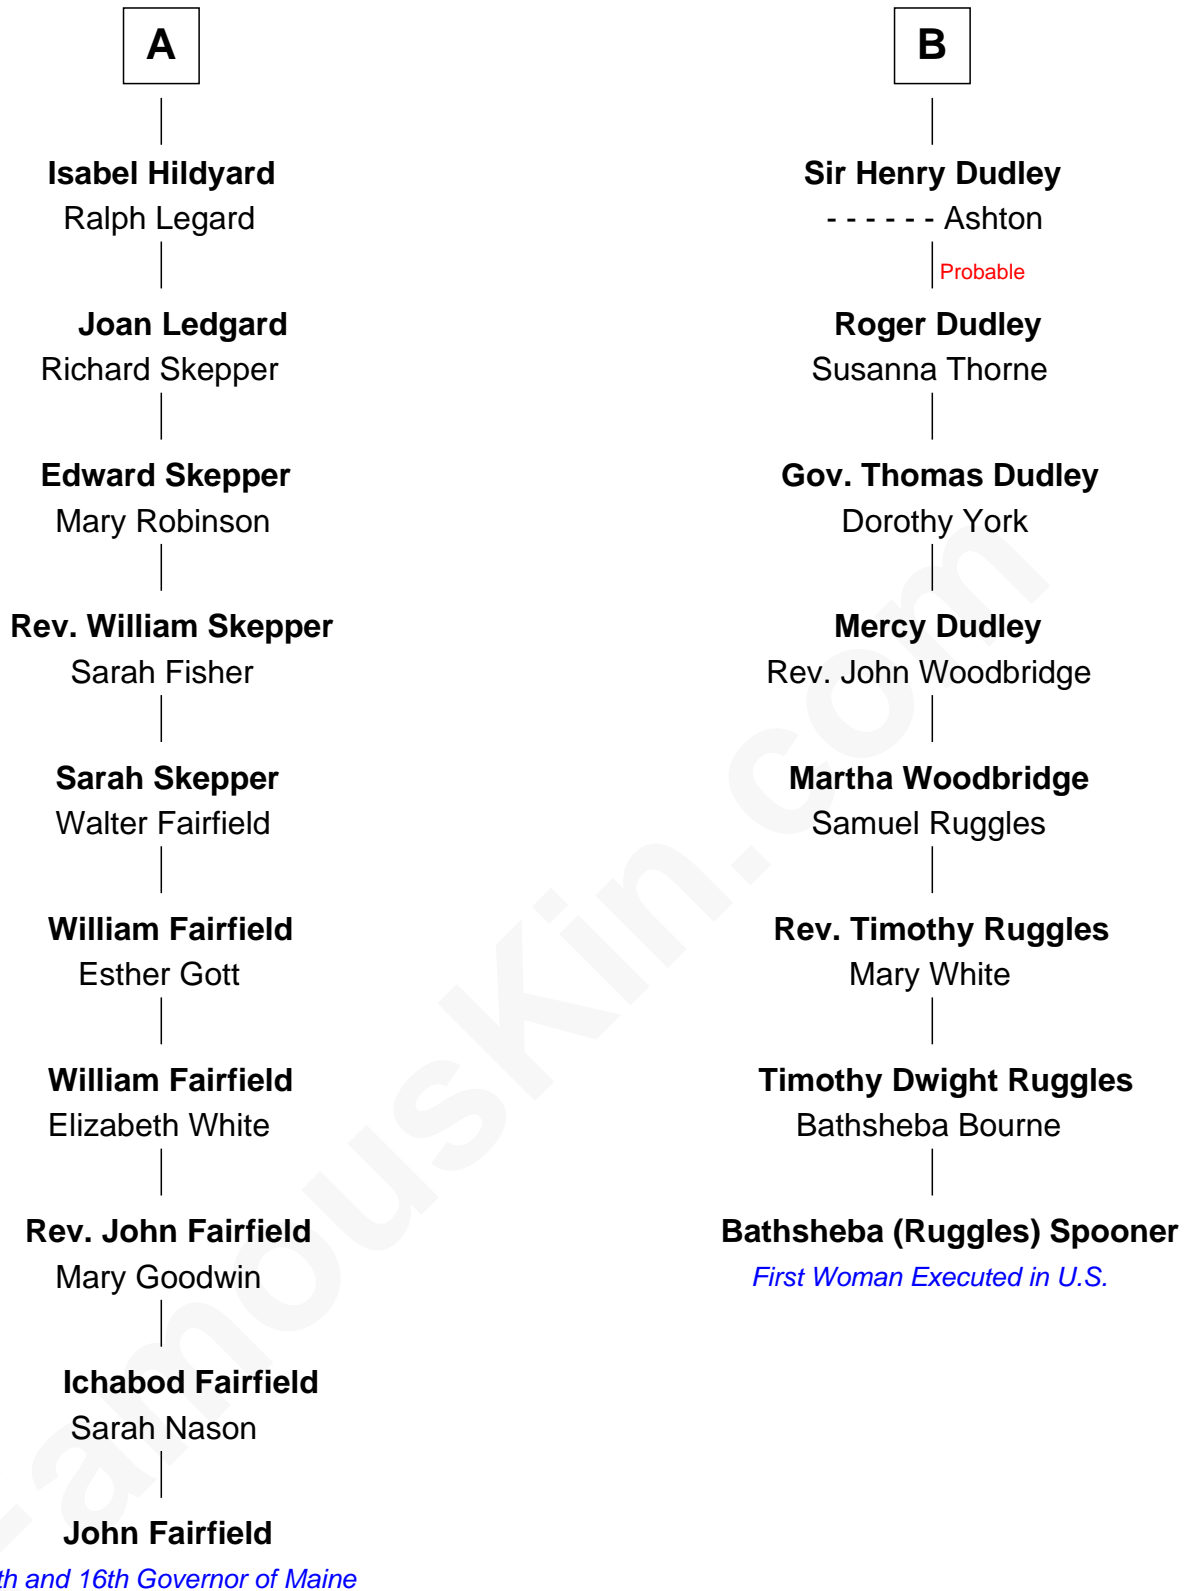 A
Isabel Hildyard
Ralph Legard
Joan Ledgard
Richard Skepper
Edward Skepper
Mary Robinson
Rev. William Skepper
Sarah Fisher
Sarah Skepper
Walter Fairfield
William Fairfield
Esther Gott
William Fairfield
Elizabeth White
Rev. John Fairfield
Mary Goodwin
Ichabod Fairfield
Sarah Nason
John Fairfield
th and 16th Governor of Maine
B
Sir Henry Dudley
- - - - - - Ashton
Probable
Roger Dudley
Susanna Thorne
Gov. Thomas Dudley
Dorothy York
Mercy Dudley
Rev. John Woodbridge
Martha Woodbridge
Samuel Ruggles
Rev. Timothy Ruggles
Mary White
Timothy Dwight Ruggles
Bathsheba Bourne
Bathsheba (Ruggles) Spooner
First Woman Executed in U.S.
FamousKin.com